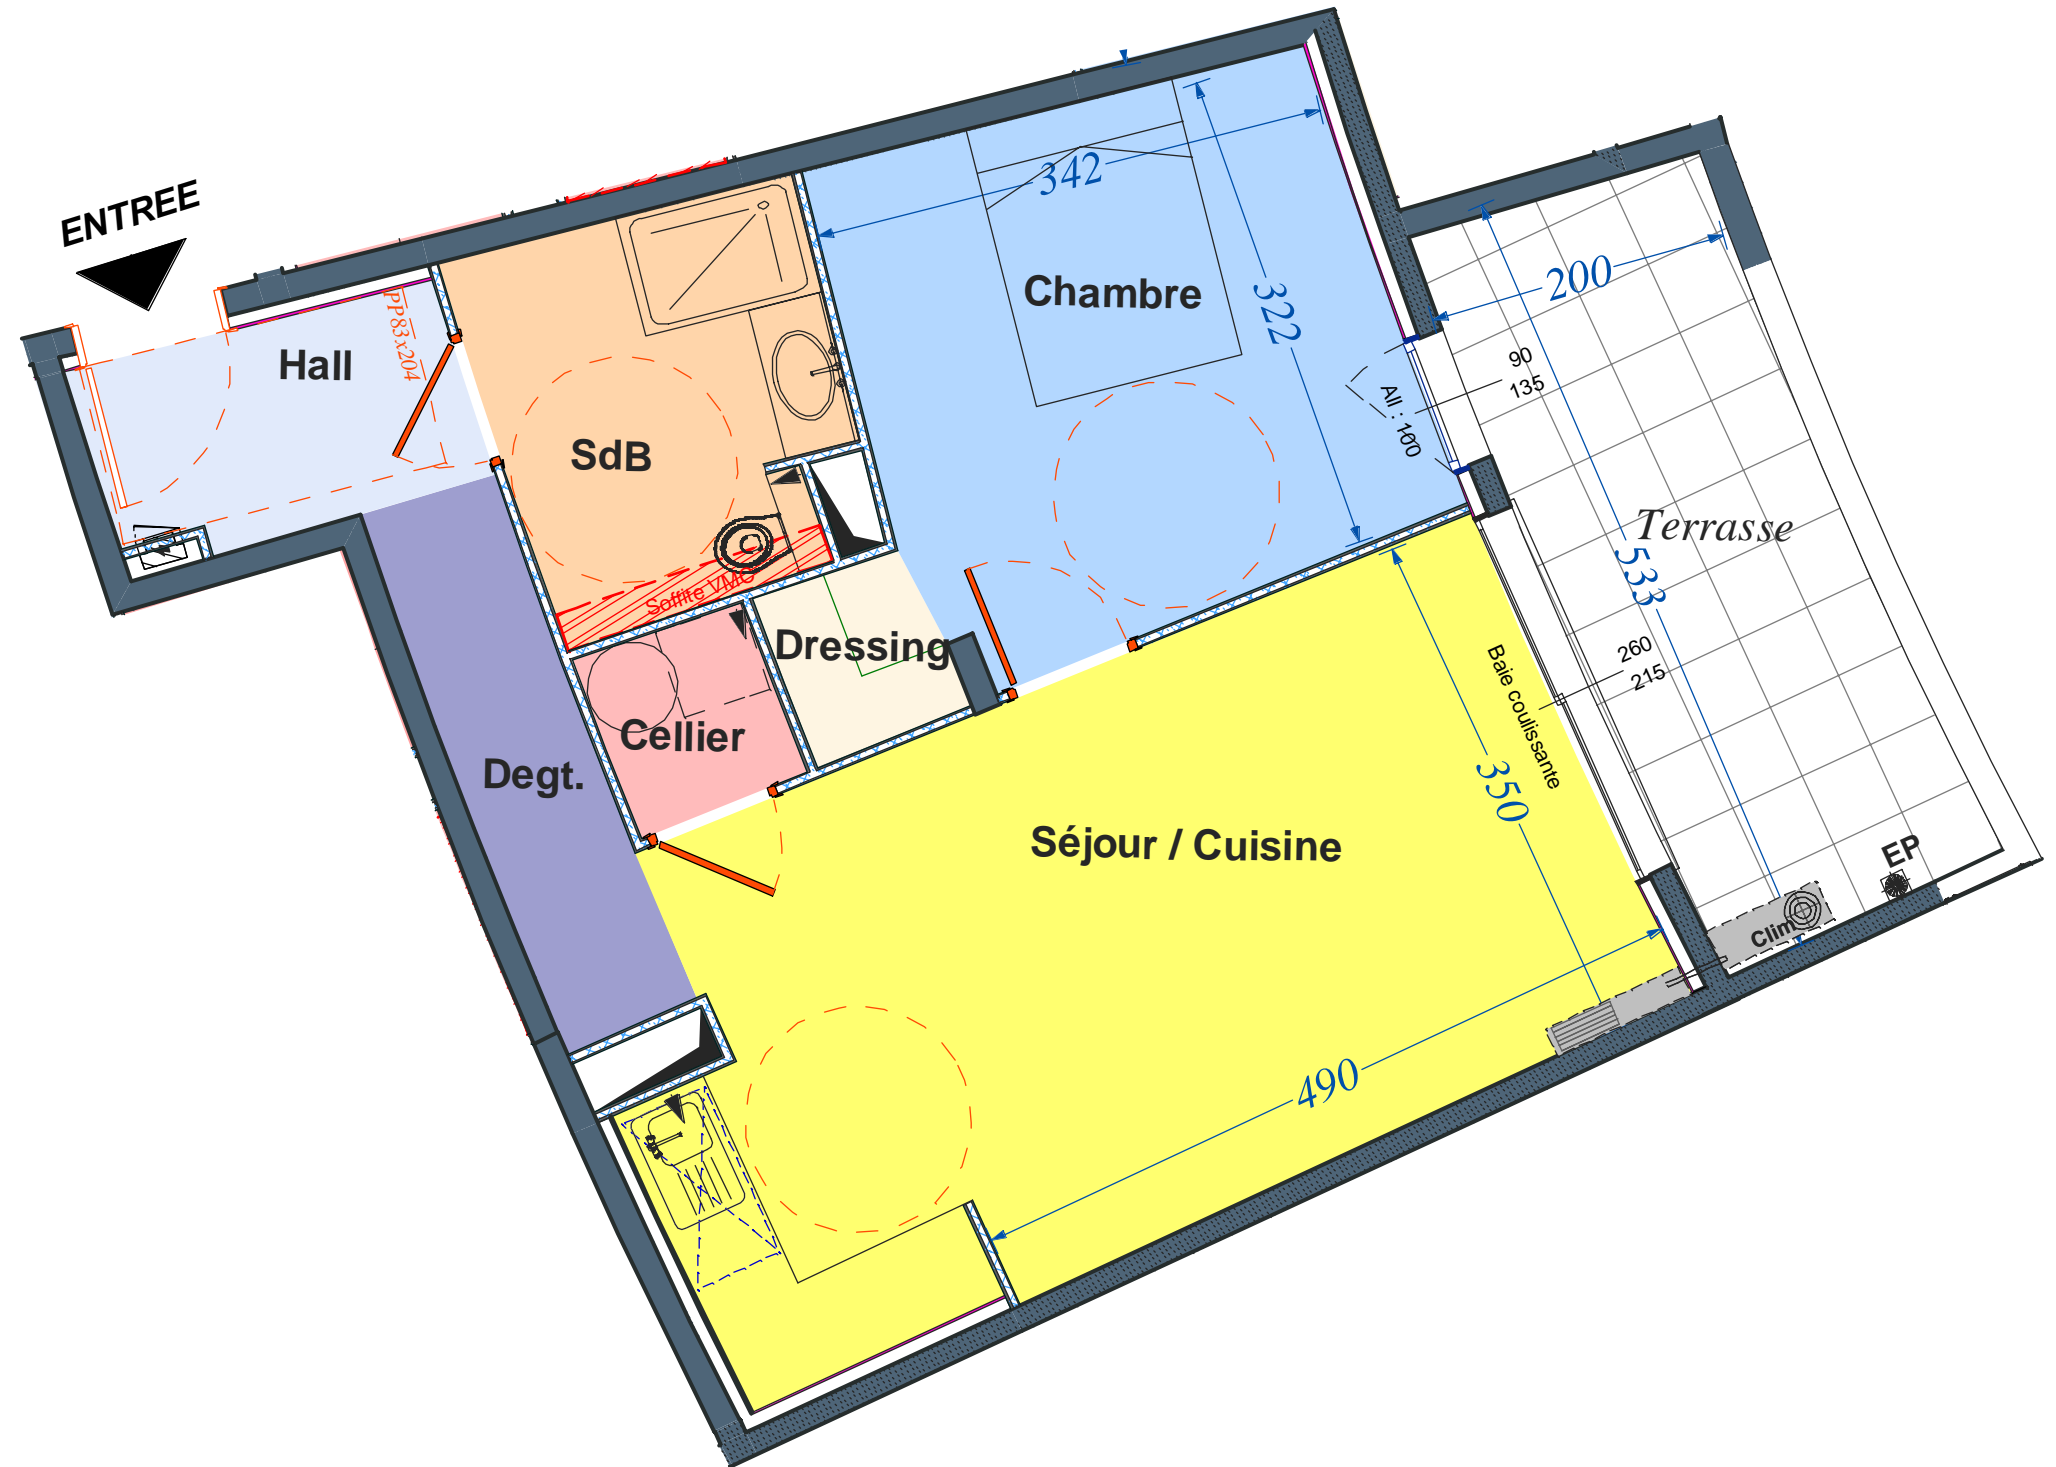 ENTREE
Hall
PP83x204
SdB
Soffite VMC
Chambre
342
322
200
90
135
All : 100
Terrasse
533
Dressing
Cellier
Degt.
260
215
Baie coulissante
350
Séjour / Cuisine
EP
Clim
490